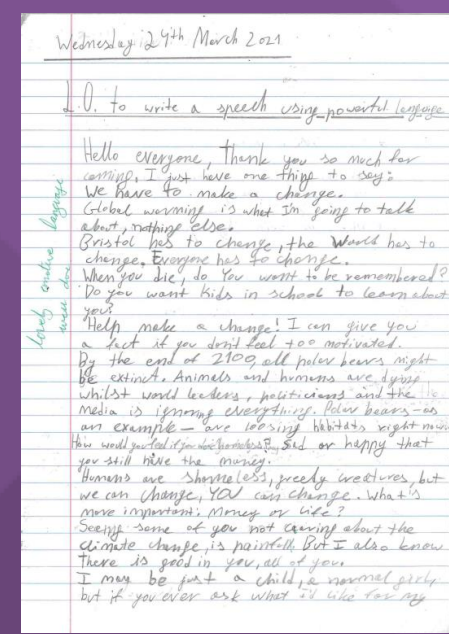 Wednesday 24th March 2021
L.O. to write a speech using powerful language
Hello everyone, Thank you so much for
coming, I just have one thing to say:
We have to make a change.
Global worming is what Im going to talk
about, nothing else.
Bristol has to change, the World has to
change. Everyone has to change.
When you die, do You want to be remembered?
Do you want kids in school to learn about
you?
Help make a change! I can give you
a fact if you don't feel too motivated.
By the end of 2100, all polar bears might
be extinct. Animals and humans are dying
whilst world leaders, politicians and the
media is ignoring everything. Polar bears - as
an example - are loosing habitats right now
How would you feel if you were homeless? Sad or happy that
you still have the money.
Humans are shameless, greedy creatures, but
we can change, YOU can change. What's
more important: Money or Life?
Seeing some of you not caring about the
climate change, is painfull. But I also know
there is good in you, all of you.
I may be just a child, a normal girl,
but if you ever ask what i'd like for my
lovely emotive language
well done